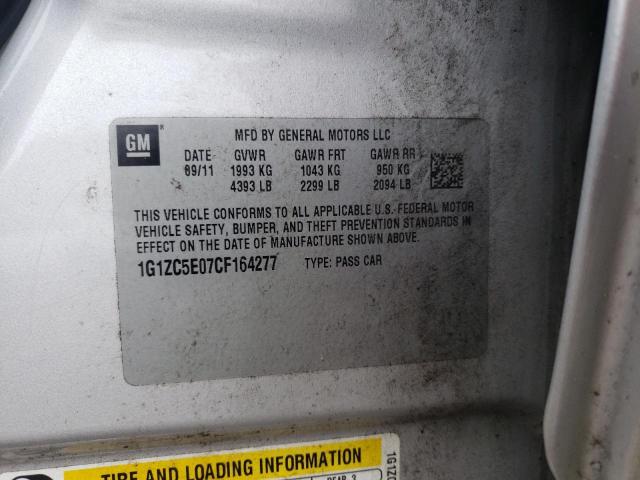 GM
MFD BY GENERAL MOTORS LLC
DATE GVWR GAWR FRT GAWR RR
09/11 1993 KG 1043 KG 950 KG
4393 LB 2299 LB 2094 LB
THIS VEHICLE CONFORMS TO ALL APPLICABLE U.S. FEDERAL MOTOR
VEHICLE SAFETY, BUMPER, AND THEFT PREVENTION STANDARDS IN
EFFECT ON THE DATE OF MANUFACTURE SHOWN ABOVE.
1G1ZC5E07CF164277 TYPE: PASS CAR
TIRE AND LOADING INFORMATION
REAR 3